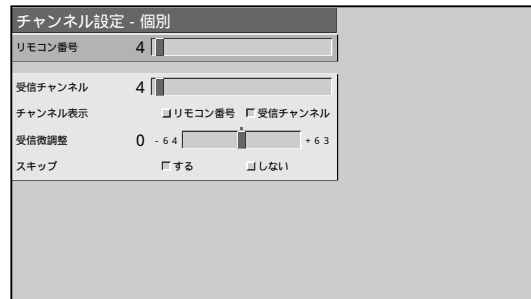 チャンネル設定 - 個別
リモコン番号 4
受信チャンネル 4
チャンネル表示 リモコン番号 受信チャンネル
受信微調整 0 -64 +63
スキップ する しない